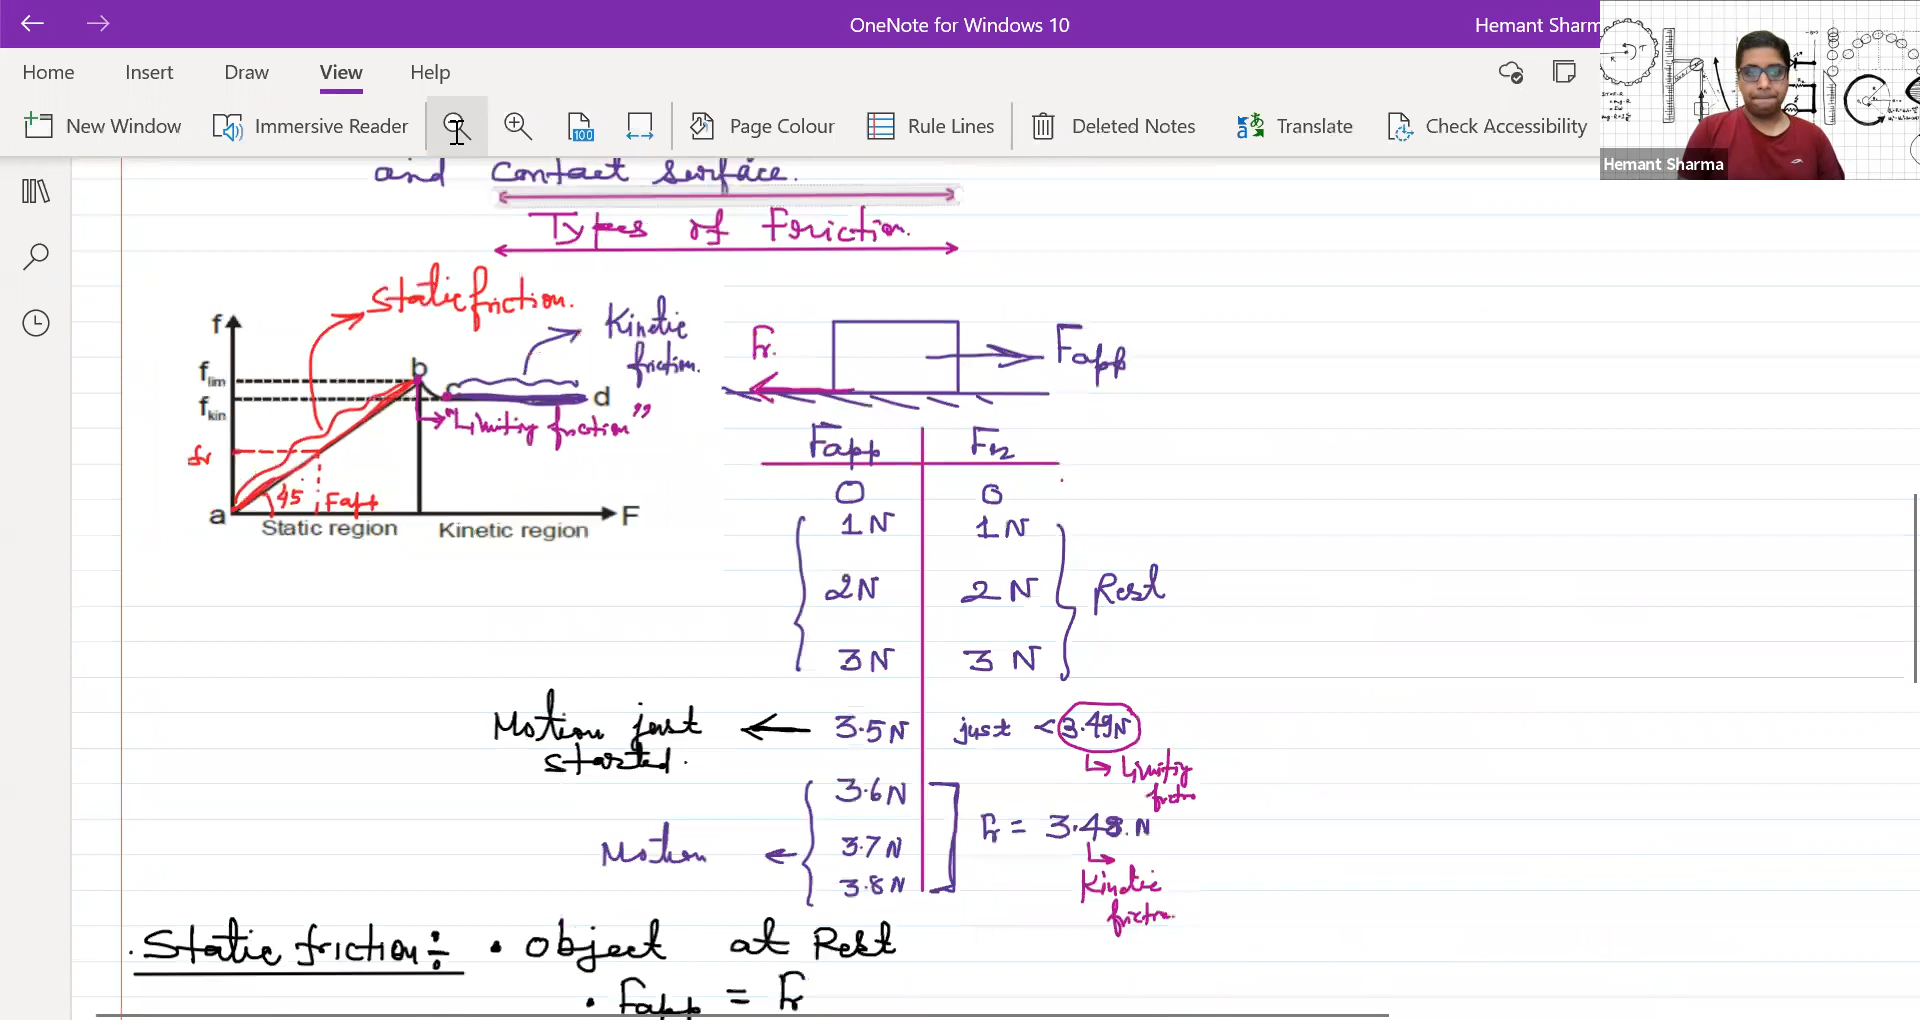 OneNote for Windows 10
Hemant Sharm
Home Insert Draw View Help
New Window Immersive Reader 100 Page Colour Rule Lines Deleted Notes Translate Check Accessibility
Hemant Sharma
and Contact Surface.
Types of Friction.
Static friction.
Kinetic
friction.
f
f lim
f kin
fr
a
b
c
d
"Limiting friction"
45°
Fapp
F
Static region
Kinetic region
Fr.
Fapp
Fapp Fr
0 0
1N 1N
2N 2N
3N 3N
Rest
Motion just
started.
3.5N just < 3.49N
Limiting
3.6N
3.7N
3.8N
Motion
Fr = 3.48 N
Kinetic
Static friction :- • Object at Rest
• Fapp = Fr